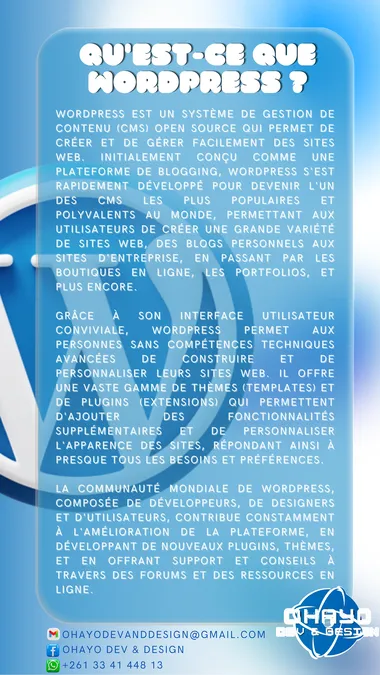 QU'EST-CE QUE
WORDPRESS ?
WORDPRESS EST UN SYSTÈME DE GESTION DE
CONTENU (CMS) OPEN SOURCE QUI PERMET DE
CRÉER ET DE GÉRER FACILEMENT DES SITES
WEB. INITIALEMENT CONÇU COMME UNE
PLATEFORME DE BLOGGING, WORDPRESS S'EST
RAPIDEMENT DÉVELOPPÉ POUR DEVENIR L'UN
DES CMS LES PLUS POPULAIRES ET
POLYVALENTS AU MONDE, PERMETTANT AUX
UTILISATEURS DE CRÉER UNE GRANDE VARIÉTÉ
DE SITES WEB, DES BLOGS PERSONNELS AUX
SITES D'ENTREPRISE, EN PASSANT PAR LES
BOUTIQUES EN LIGNE, LES PORTFOLIOS, ET
PLUS ENCORE.
GRÂCE À SON INTERFACE UTILISATEUR
CONVIVIALE, WORDPRESS PERMET AUX
PERSONNES SANS COMPÉTENCES TECHNIQUES
AVANCÉES DE CONSTRUIRE ET DE
PERSONNALISER LEURS SITES WEB. IL OFFRE
UNE VASTE GAMME DE THÈMES (TEMPLATES) ET
DE PLUGINS (EXTENSIONS) QUI PERMETTENT
D'AJOUTER DES FONCTIONNALITÉS
SUPPLÉMENTAIRES ET DE PERSONNALISER
L'APPARENCE DES SITES, RÉPONDANT AINSI À
PRESQUE TOUS LES BESOINS ET PRÉFÉRENCES.
LA COMMUNAUTÉ MONDIALE DE WORDPRESS,
COMPOSÉE DE DÉVELOPPEURS, DE DESIGNERS
ET D'UTILISATEURS, CONTRIBUE CONSTAMMENT
À L'AMÉLIORATION DE LA PLATEFORME, EN
DÉVELOPPANT DE NOUVEAUX PLUGINS, THÈMES,
ET EN OFFRANT SUPPORT ET CONSEILS À
TRAVERS DES FORUMS ET DES RESSOURCES EN
LIGNE.
OHAYO
DEV & DESIGN
OHAYODEVANDDESIGN@GMAIL.COM
OHAYO DEV & DESIGN
+261 33 41 448 13